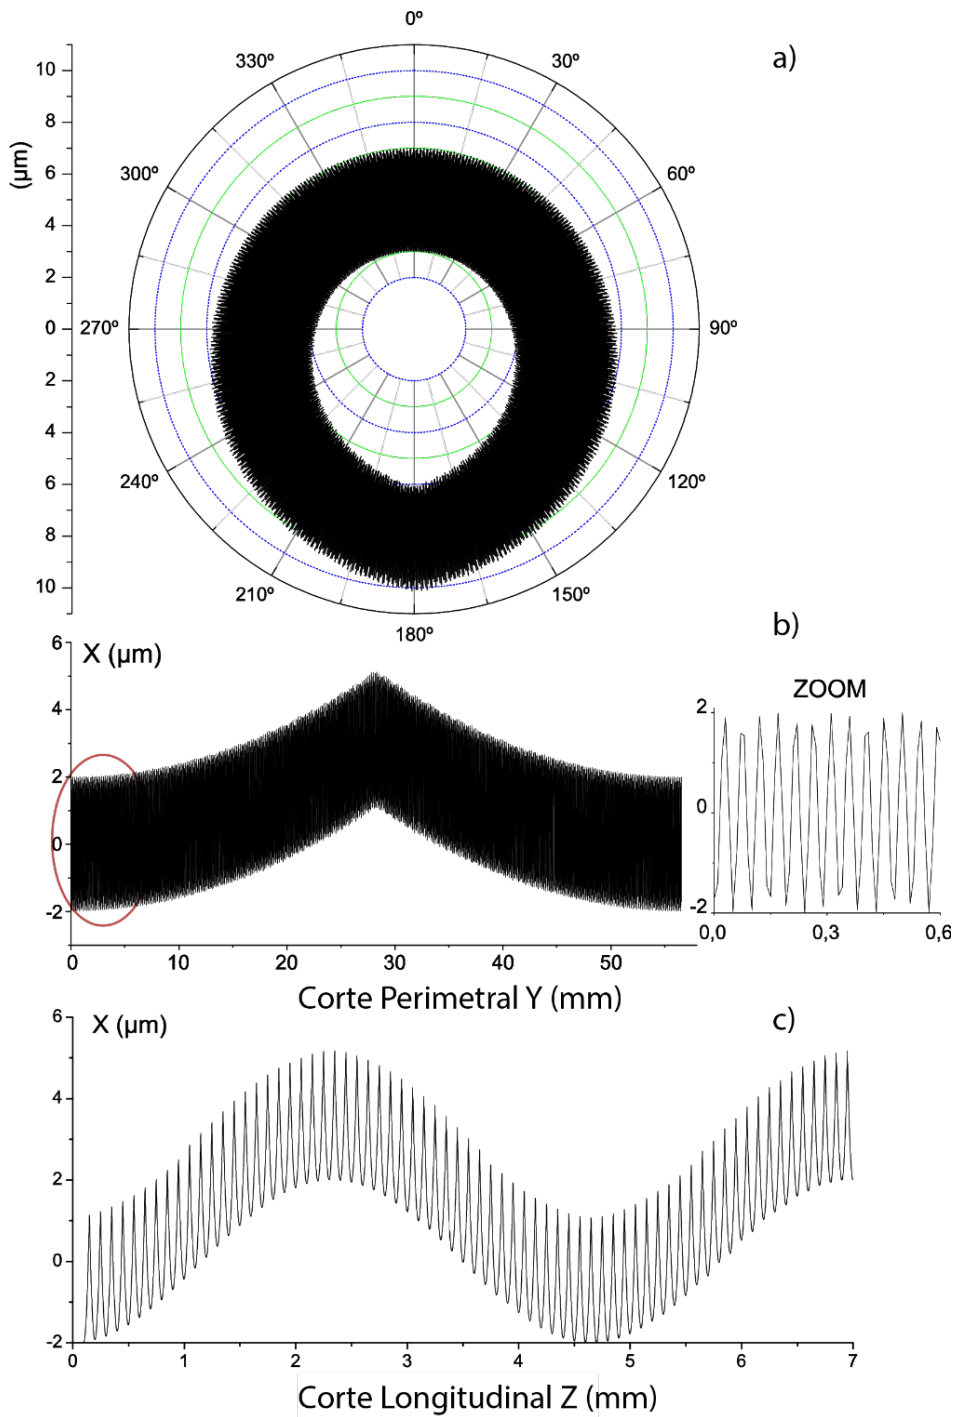 0º
a)
330º
30º
10
8
300º
60º
(µm)
6
4
2
0
270º
90º
2
4
240º
120º
6
8
10
210º
150º
180º
b)
6
X (µm)
4
2
0
-2
0
10
20
30
40
50
Corte Perimetral Y (mm)
ZOOM
2
0
-2
0,0
0,3
0,6
c)
6
X (µm)
4
2
0
-2
0
1
2
3
4
5
6
7
Corte Longitudinal Z (mm)